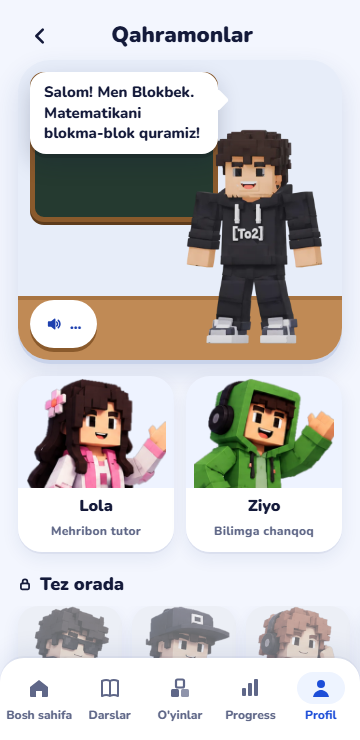 Qahramonlar
Salom! Men Blokbek.
Matematikani
blokma-blok quramiz!
[To2]
...
Lola
Mehribon tutor
Ziyo
Bilimga chanqoq
Tez orada
Bosh sahifa
Darslar
O'yinlar
Progress
Profil